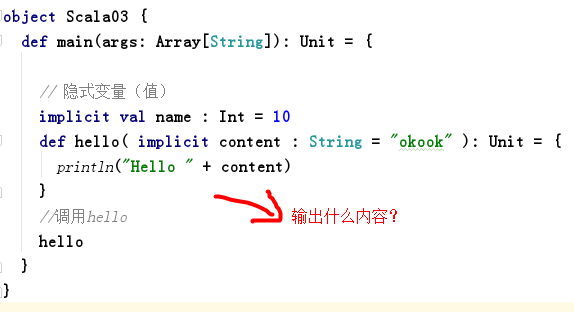 object Scala03 {
def main(args: Array[String]): Unit = {
// 隐式变量（值）
implicit val name : Int = 10
def hello( implicit content : String = "okook" ): Unit = {
println("Hello " + content)
}
//调用hello
输出什么内容?
hello
}
}